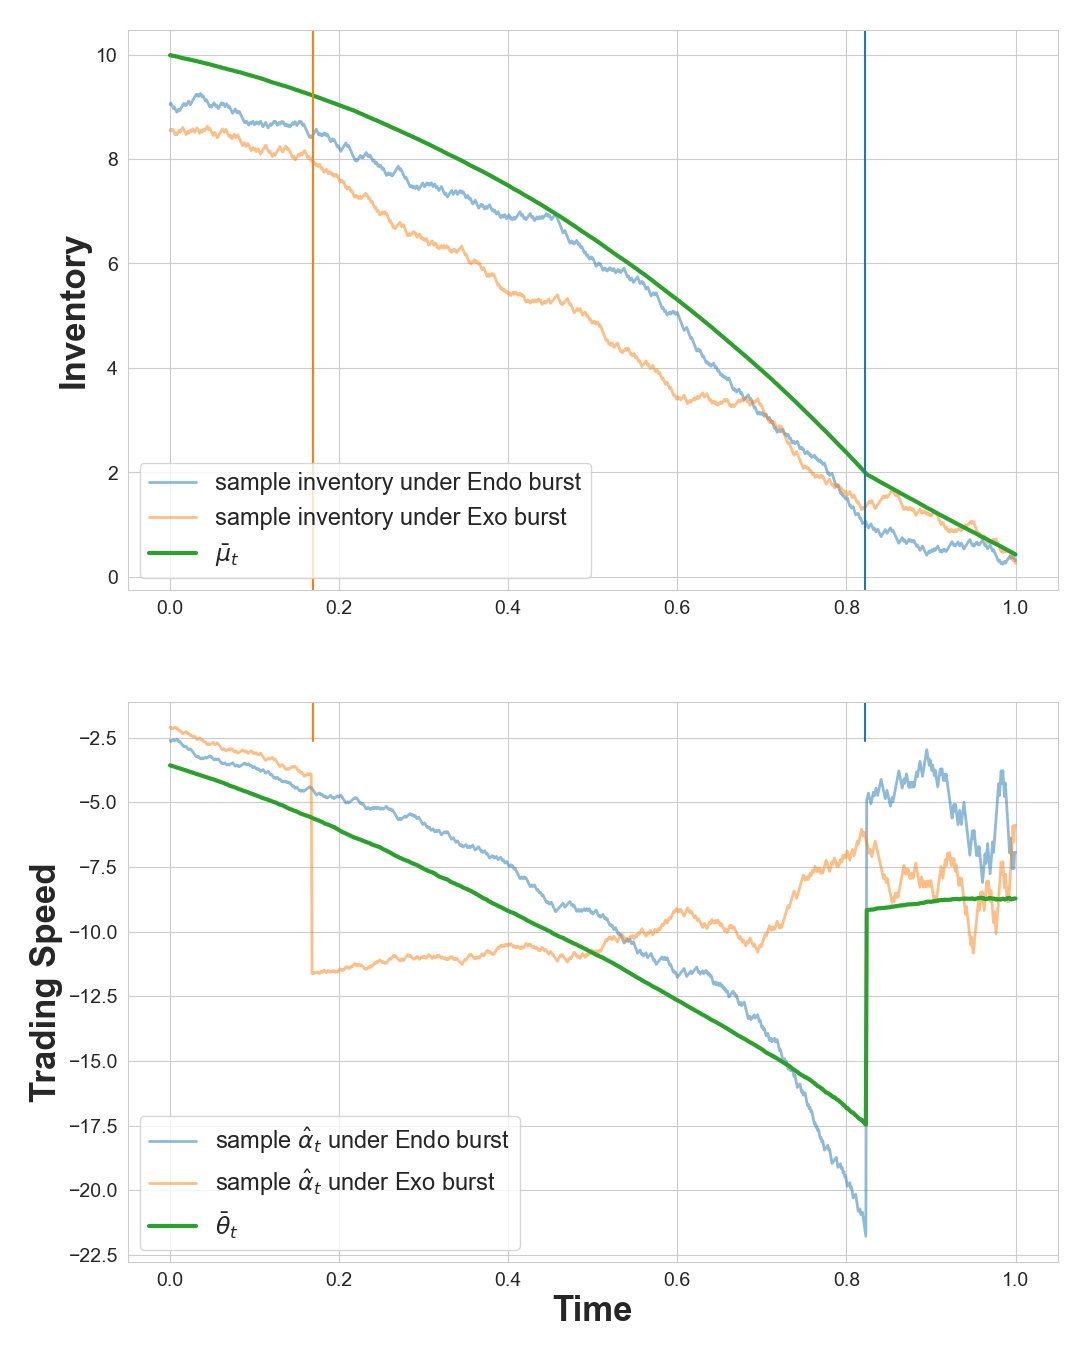 Inventory
10
8
6
4
2
0
sample inventory under Endo burst
sample inventory under Exo burst
μ̄ₜ
0.0 0.2 0.4 0.6 0.8 1.0
Trading Speed
−2.5
−5.0
−7.5
−10.0
−12.5
−15.0
−17.5
−20.0
−22.5
sample α̂ₜ under Endo burst
sample α̂ₜ under Exo burst
θ̄ₜ
0.0 0.2 0.4 0.6 0.8 1.0
Time